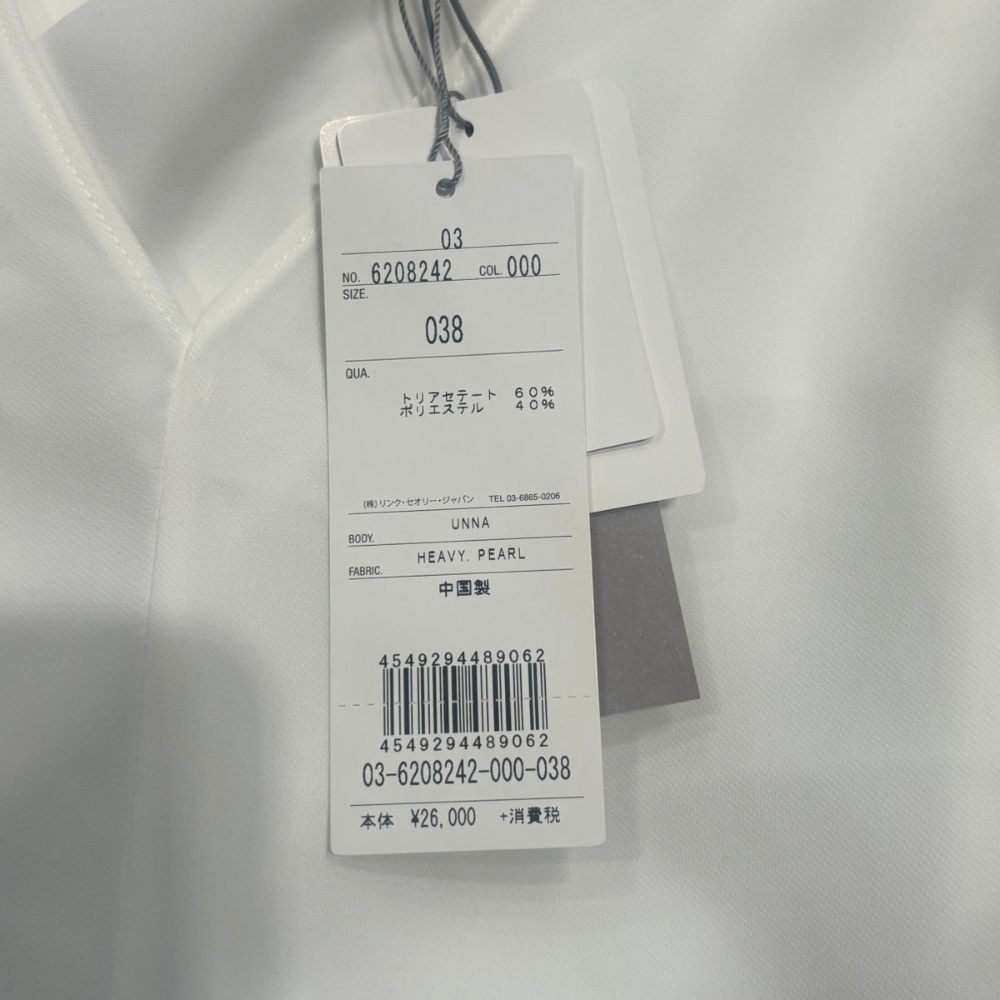 03
NO. 6208242 COL. 000
SIZE.
038
QUA.
トリアセテート 60%
ポリエステル 40%
(株)リンク・セオリー・ジャパン TEL 03-6865-0206
UNNA
BODY.
HEAVY. PEARL
FABRIC.
中国製
4549294489062
4549294489062
03-6208242-000-038
本体 ¥26,000 +消費税